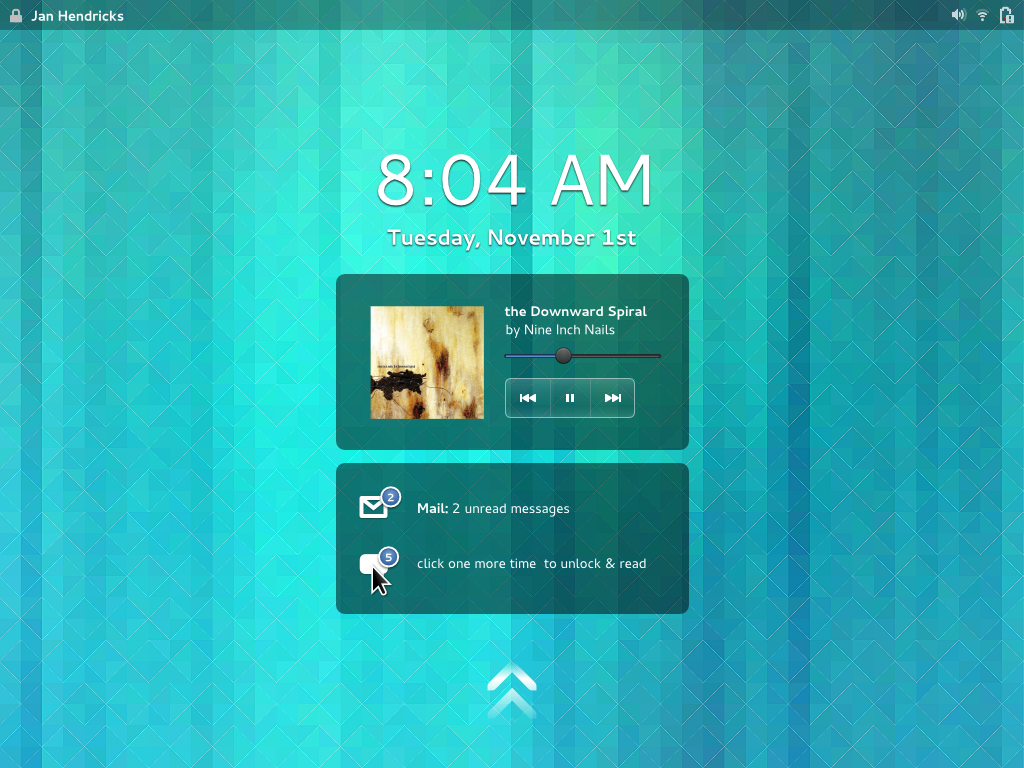 Jan Hendricks
8:04 AM
Tuesday, November 1st
the Downward Spiral
by Nine Inch Nails
2
Mail: 2 unread messages
5
click one more time  to unlock & read